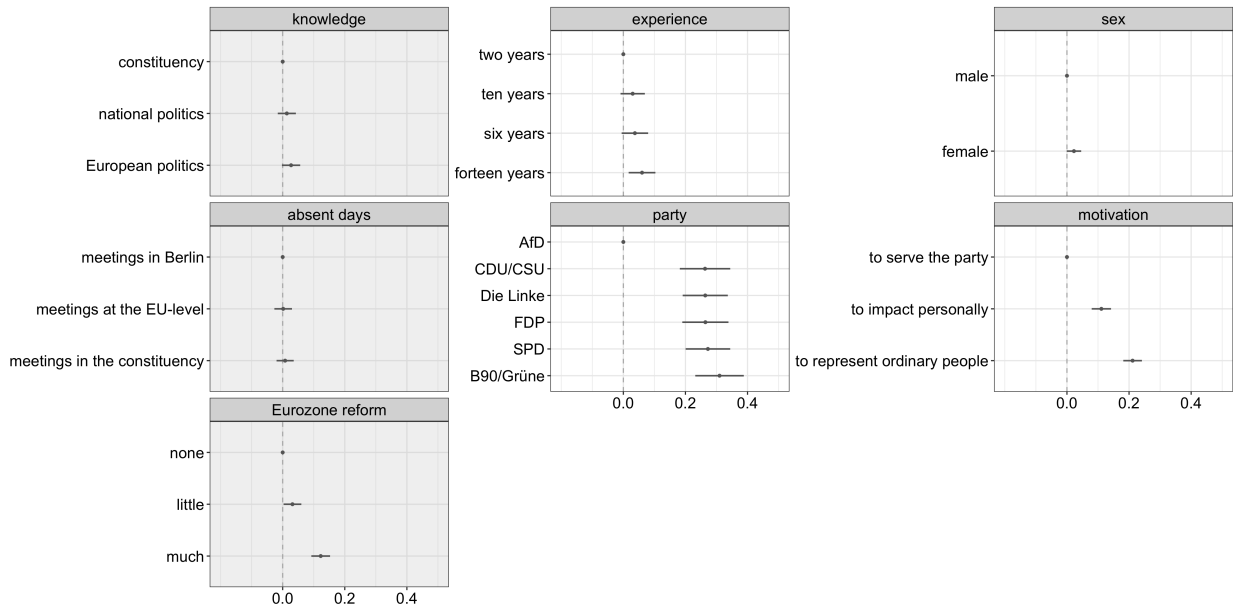 knowledge
constituency
national politics
European politics
experience
two years
ten years
six years
forteen years
sex
male
female
absent days
meetings in Berlin
meetings at the EU-level
meetings in the constituency
party
AfD
CDU/CSU
Die Linke
FDP
SPD
B90/Grüne
0.0 0.2 0.4
motivation
to serve the party
to impact personally
to represent ordinary people
0.0 0.2 0.4
Eurozone reform
none
little
much
0.0 0.2 0.4